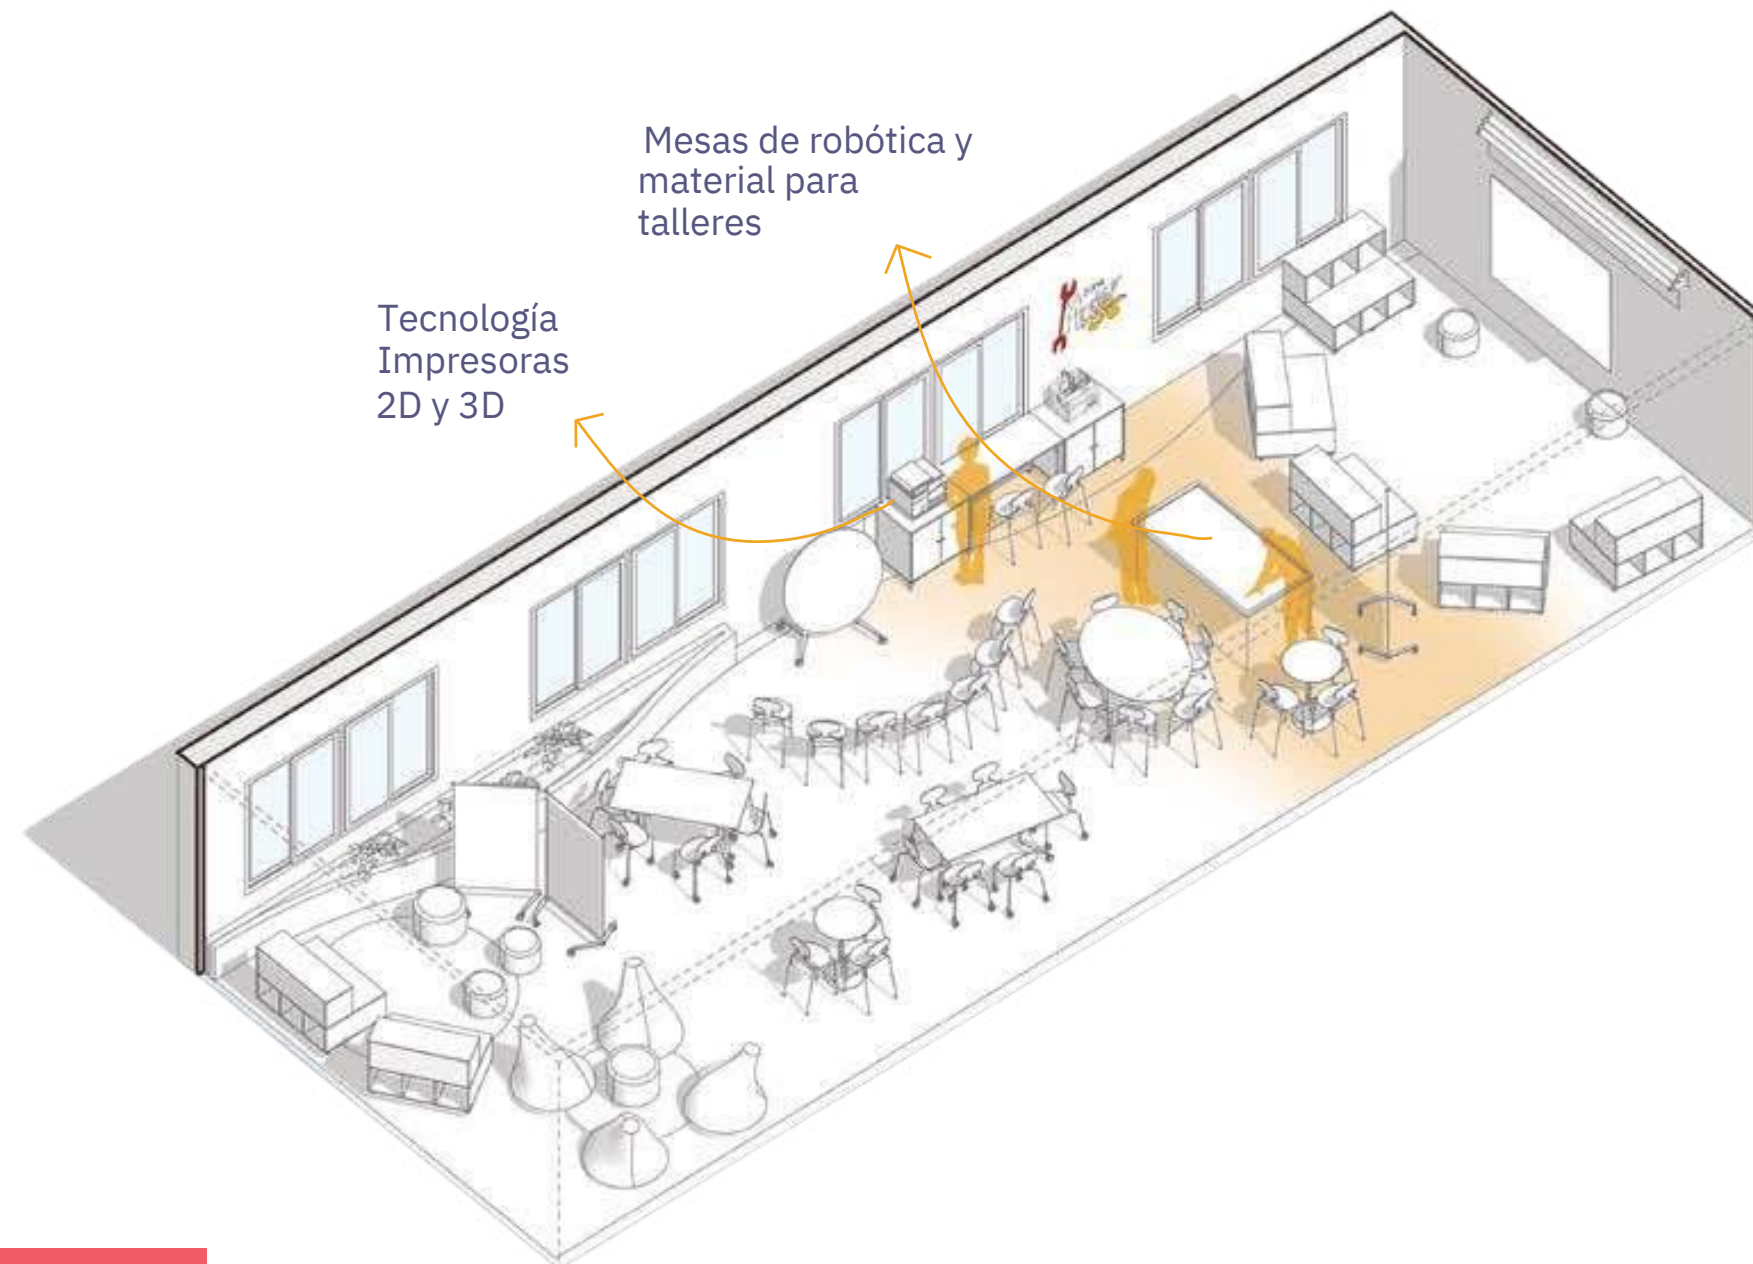 Mesas de robótica y
material para
talleres
Tecnología
Impresoras
2D y 3D